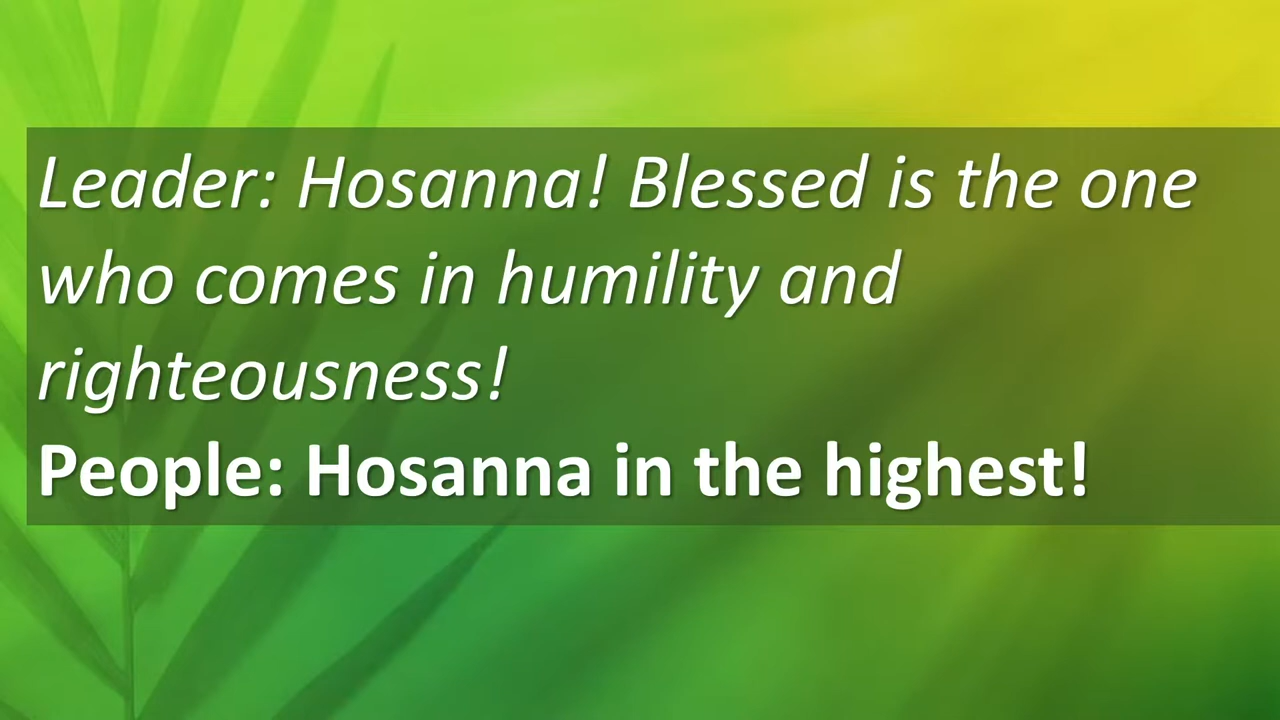 Leader: Hosanna! Blessed is the one
who comes in humility and
righteousness!
People: Hosanna in the highest!